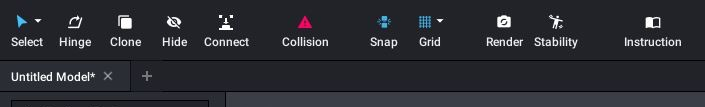 Select Hinge Clone Hide Connect Collision Snap Grid Render Stability Instruction
Untitled Model*